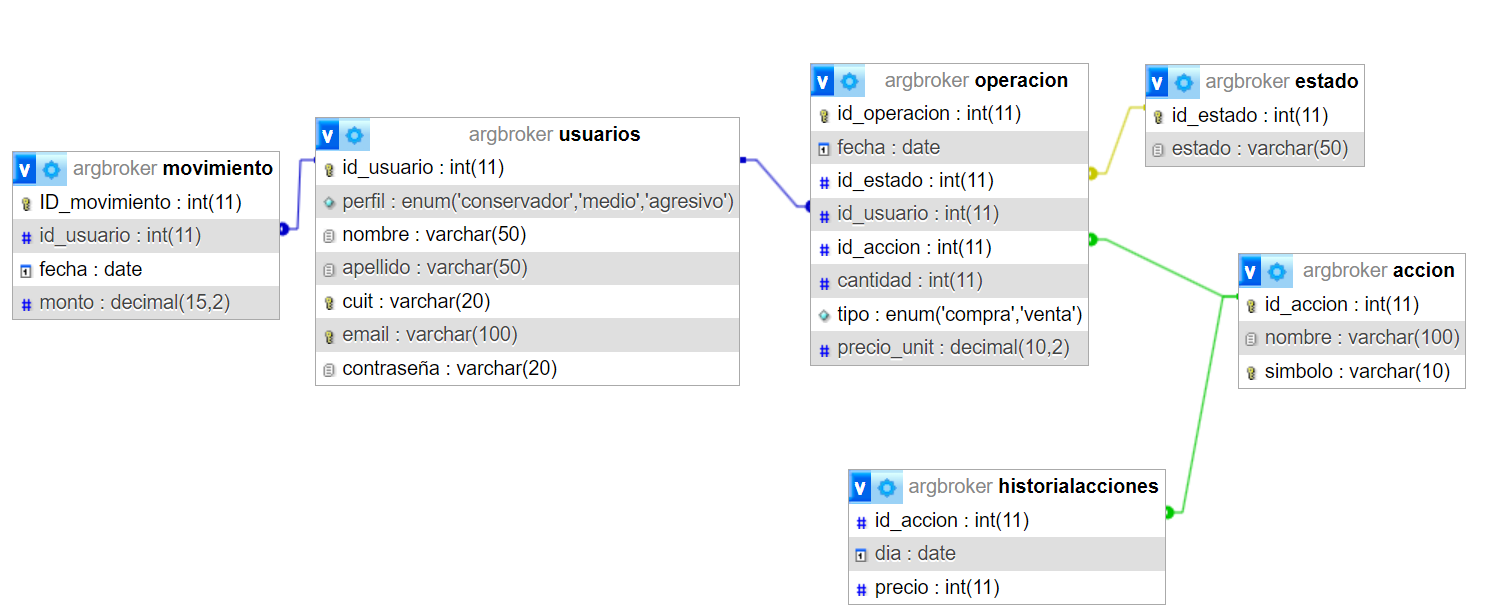 argbroker movimiento
ID_movimiento : int(11)
id_usuario : int(11)
fecha : date
monto : decimal(15,2)
argbroker usuarios
id_usuario : int(11)
perfil : enum('conservador','medio','agresivo')
nombre : varchar(50)
apellido : varchar(50)
cuit : varchar(20)
email : varchar(100)
contraseña : varchar(20)
argbroker operacion
id_operacion : int(11)
fecha : date
id_estado : int(11)
id_usuario : int(11)
id_accion : int(11)
cantidad : int(11)
tipo : enum('compra','venta')
precio_unit : decimal(10,2)
argbroker estado
id_estado : int(11)
estado : varchar(50)
argbroker accion
id_accion : int(11)
nombre : varchar(100)
simbolo : varchar(10)
argbroker historialacciones
id_accion : int(11)
dia : date
precio : int(11)